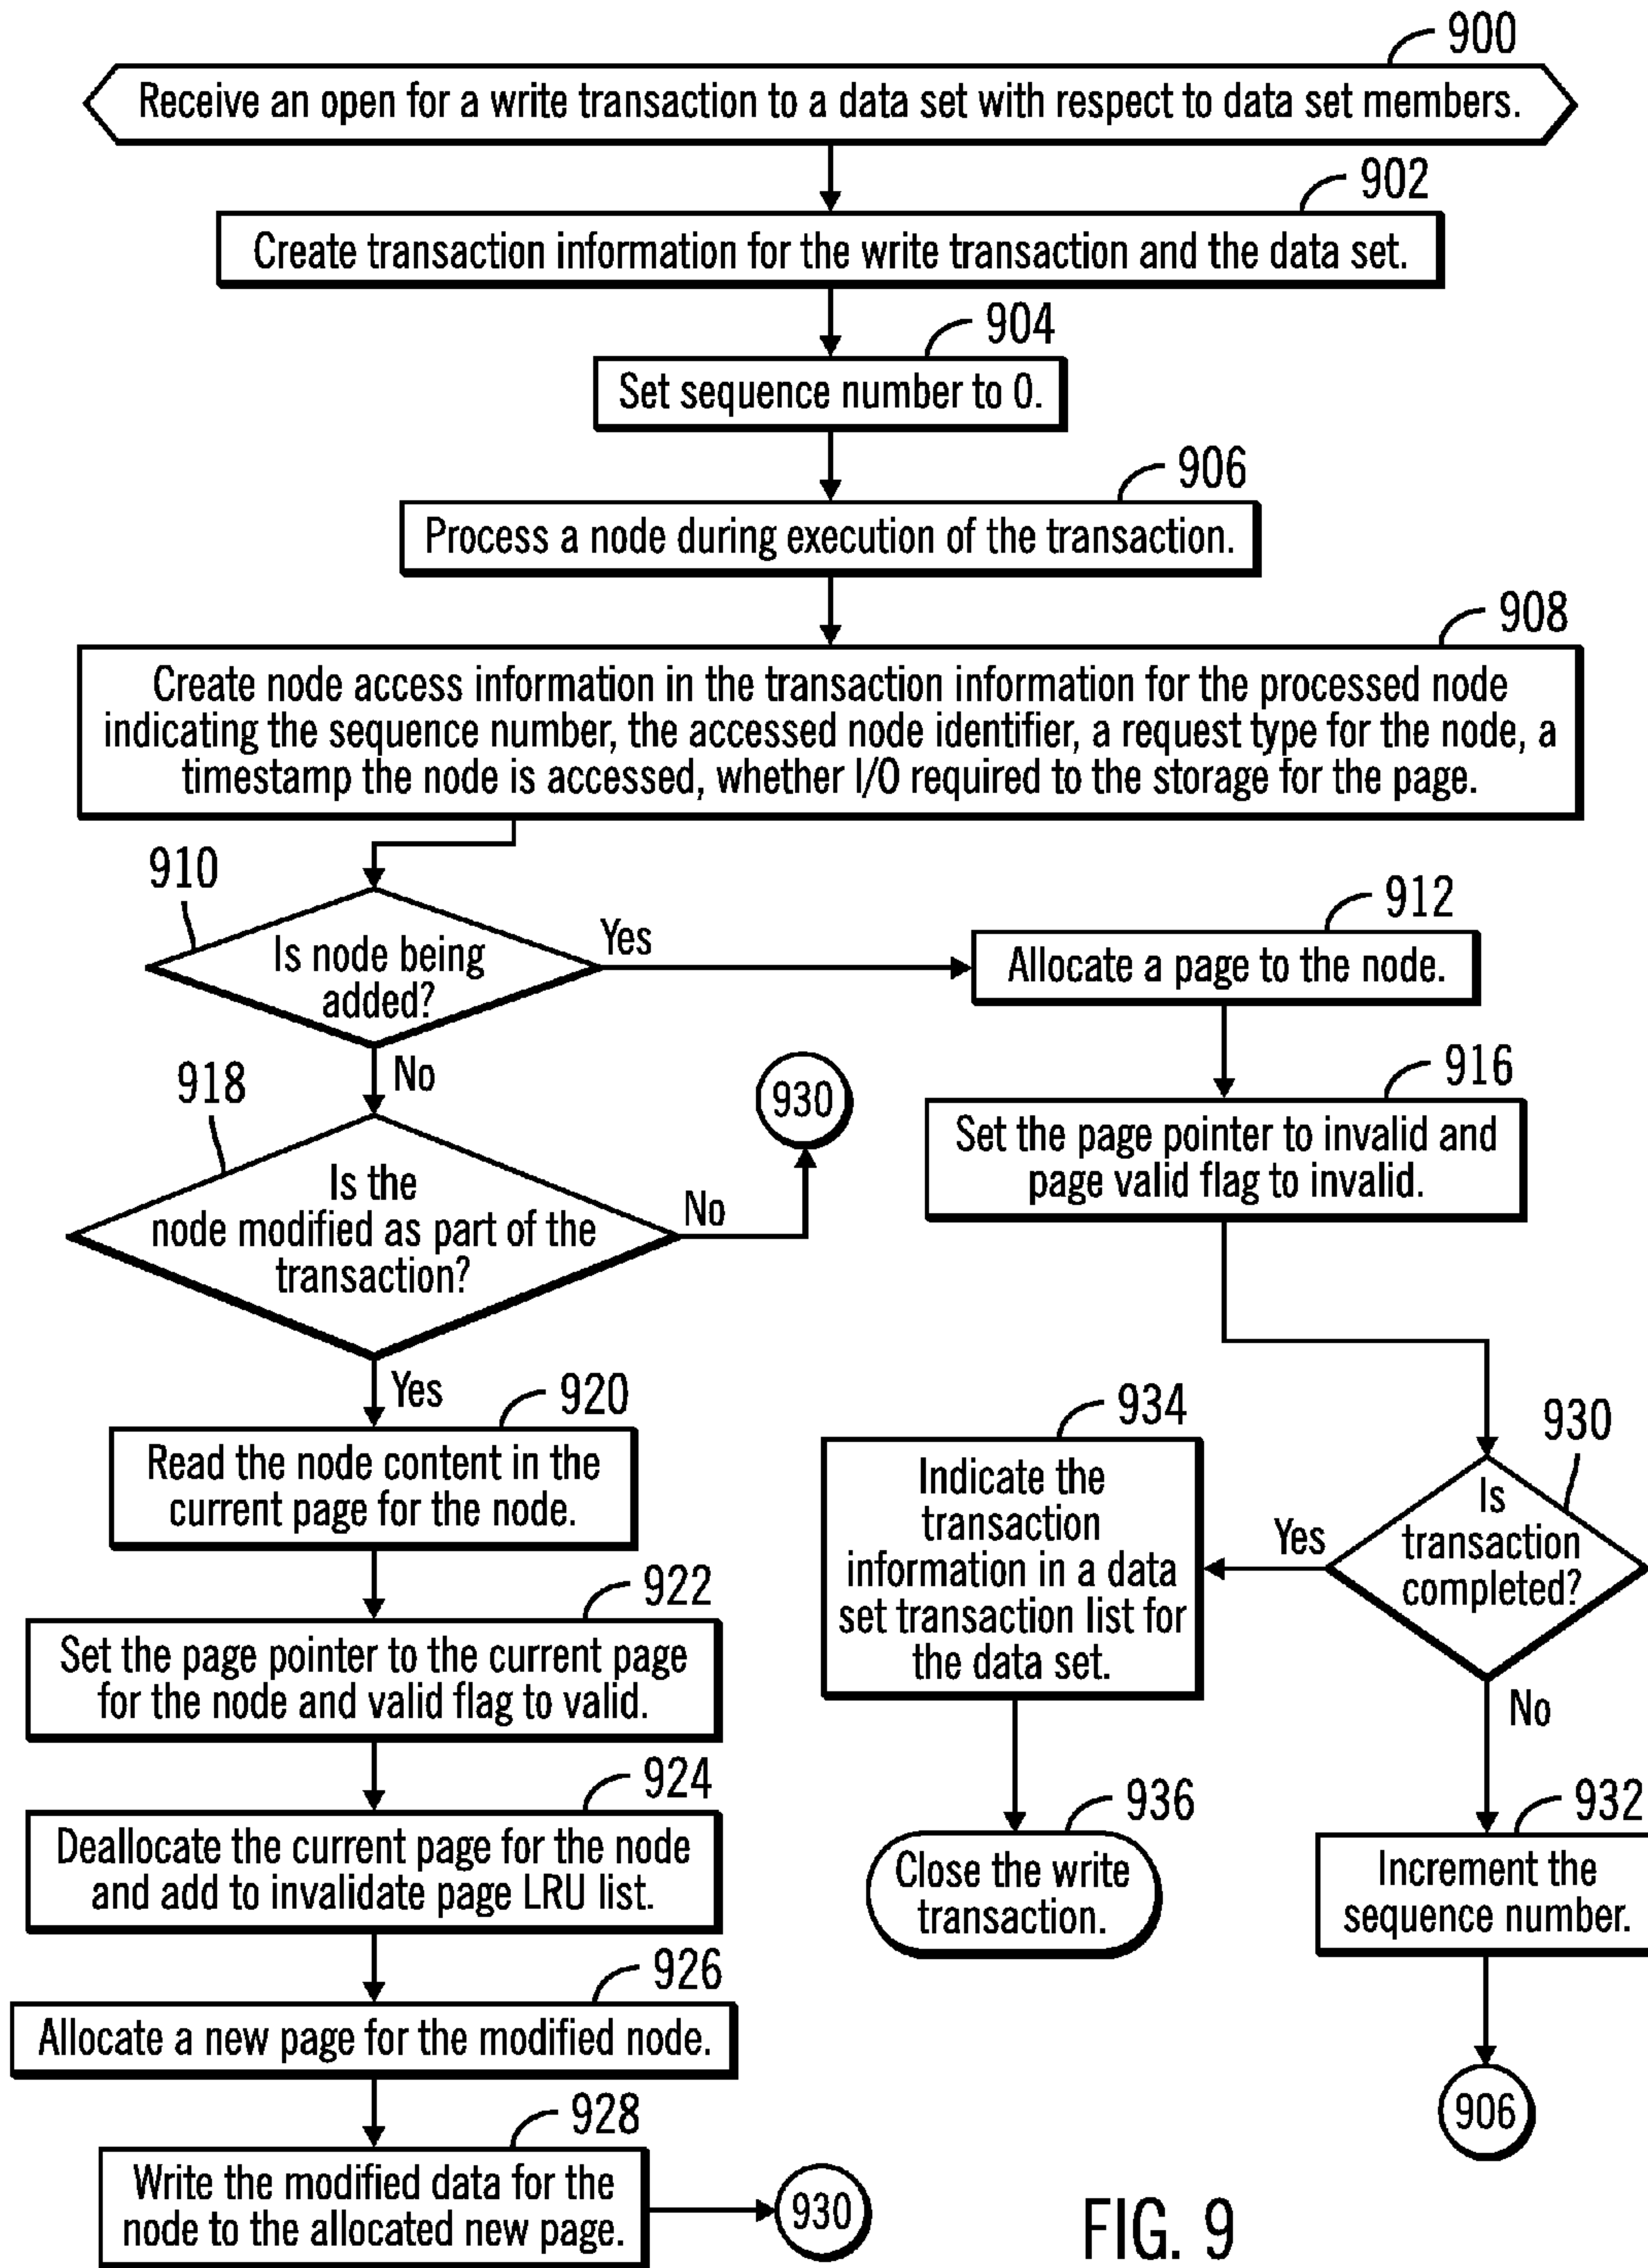 900
Receive an open for a write transaction to a data set with respect to data set members.
902
Create transaction information for the write transaction and the data set.
904
Set sequence number to 0.
906
Process a node during execution of the transaction.
908
Create node access information in the transaction information for the processed node
indicating the sequence number, the accessed node identifier, a request type for the node, a
timestamp the node is accessed, whether I/O required to the storage for the page.
910
Is node being
added?
Yes
No
912
Allocate a page to the node.
916
Set the page pointer to invalid and
page valid flag to invalid.
918
Is the
node modified as part of the
transaction?
No
930
Yes
920
Read the node content in the
current page for the node.
922
Set the page pointer to the current page
for the node and valid flag to valid.
924
Deallocate the current page for the node
and add to invalidate page LRU list.
926
Allocate a new page for the modified node.
928
Write the modified data for the
node to the allocated new page.
930
930
Is
transaction
completed?
Yes
No
934
Indicate the
transaction
information in a data
set transaction list for
the data set.
936
Close the write
transaction.
932
Increment the
sequence number.
906
FIG. 9